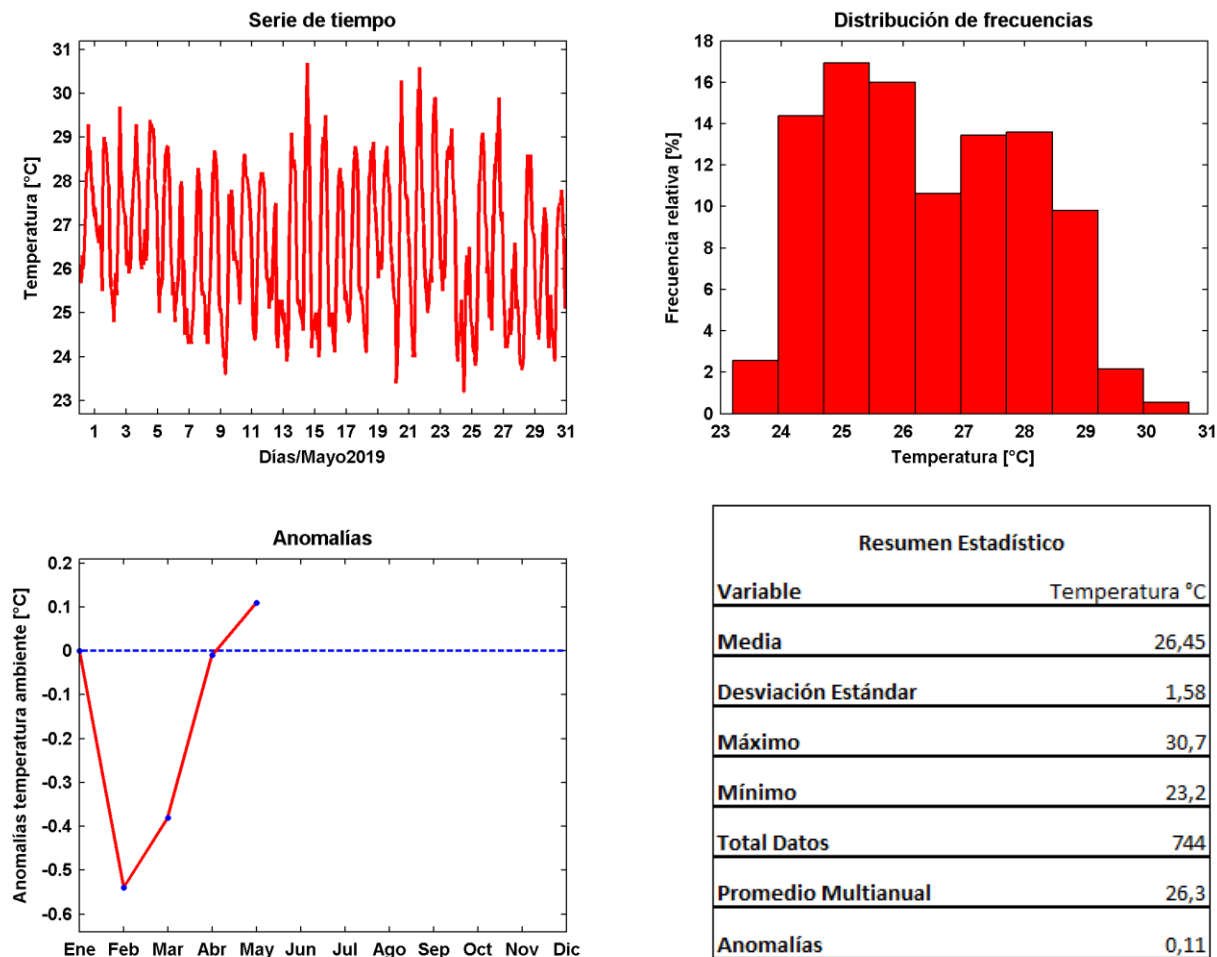 Serie de tiempo
Temperatura [°C]
31
30
29
28
27
26
25
24
23
1 3 5 7 9 11 13 15 17 19 21 23 25 27 29 31
Días/Mayo2019
Distribución de frecuencias
Frecuencia relativa [%]
18
16
14
12
10
8
6
4
2
0
23 24 25 26 27 28 29 30 31
Temperatura [°C]
Anomalías
Anomalías temperatura ambiente [°C]
0.2
0.1
0
-0.1
-0.2
-0.3
-0.4
-0.5
-0.6
Ene Feb Mar Abr May Jun Jul Ago Sep Oct Nov Dic
Resumen Estadístico
Variable Temperatura °C
Media 26,45
Desviación Estándar 1,58
Máximo 30,7
Mínimo 23,2
Total Datos 744
Promedio Multianual 26,3
Anomalías 0,11